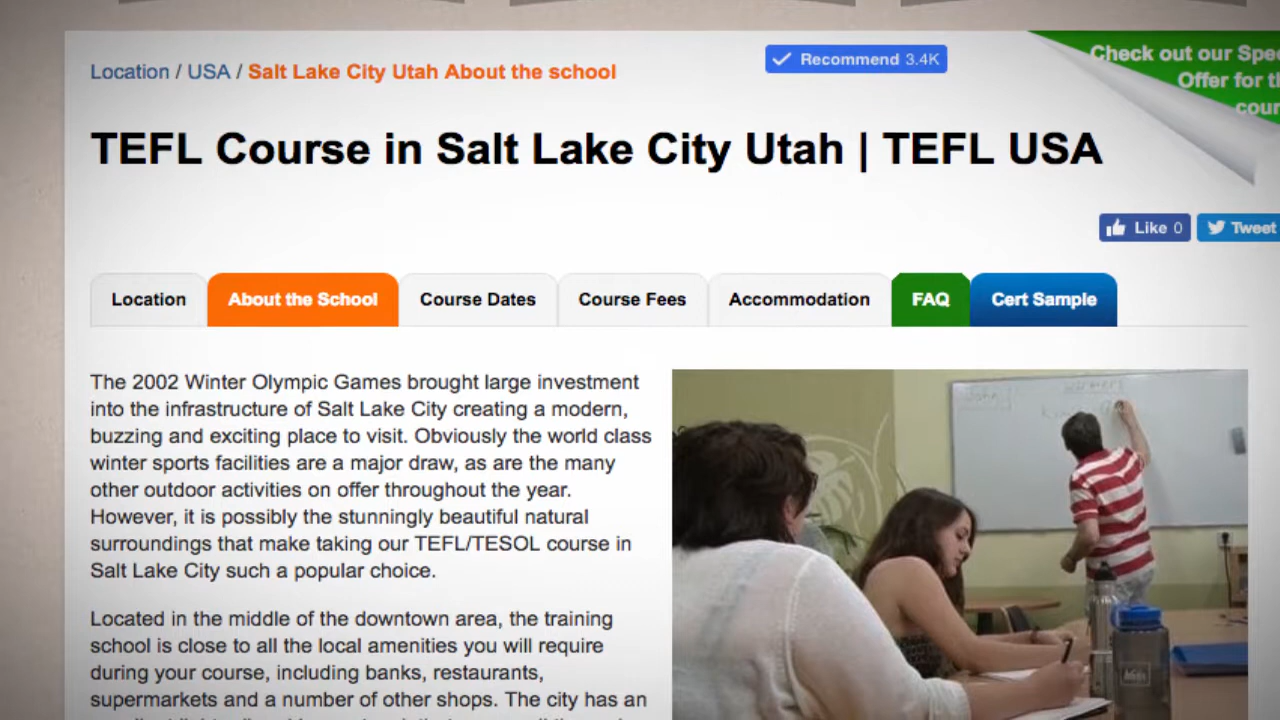 Location / USA / Salt Lake City Utah About the school
Recommend 3.4K
Check out our
Offer for
TEFL Course in Salt Lake City Utah | TEFL USA
Like 0
Tweet
Location
About the School
Course Dates
Course Fees
Accommodation
FAQ
Cert Sample
The 2002 Winter Olympic Games brought large investment
into the infrastructure of Salt Lake City creating a modern,
buzzing and exciting place to visit. Obviously the world class
winter sports facilities are a major draw, as are the many
other outdoor activities on offer throughout the year.
However, it is possibly the stunningly beautiful natural
surroundings that make taking our TEFL/TESOL course in
Salt Lake City such a popular choice.
Located in the middle of the downtown area, the training
school is close to all the local amenities you will require
during your course, including banks, restaurants,
supermarkets and a number of other shops. The city has an